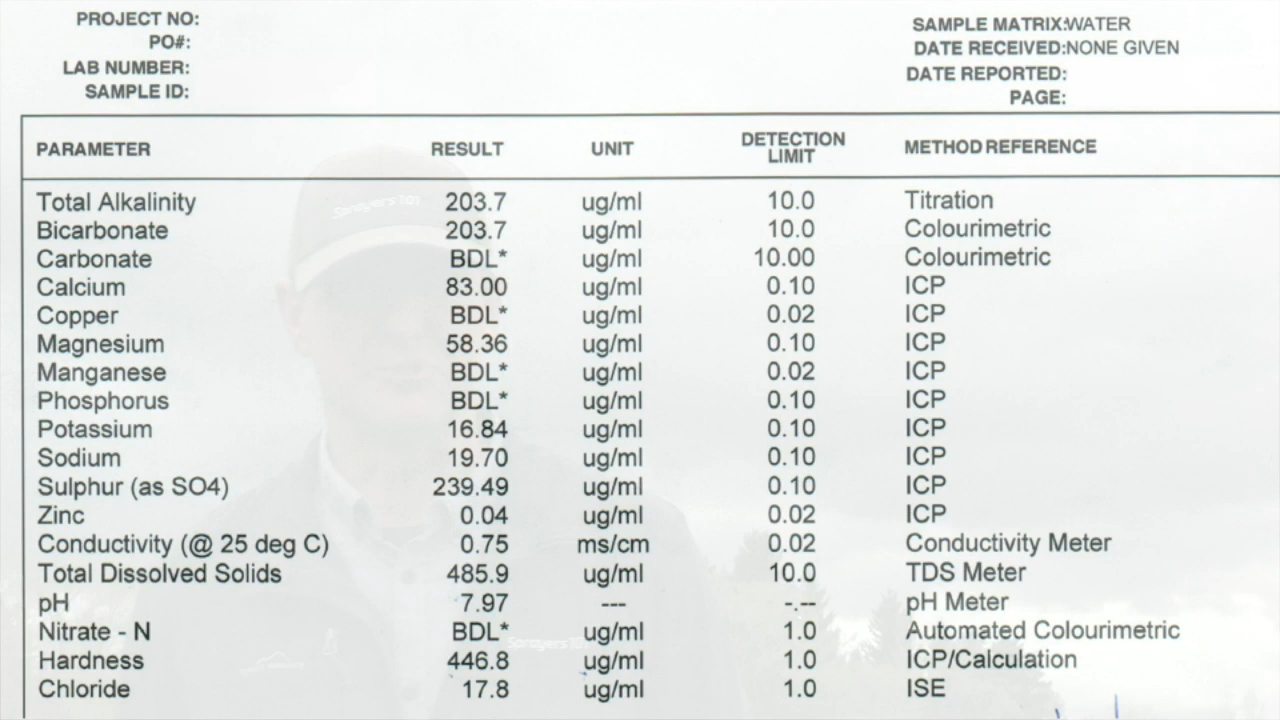 PROJECT NO:
PO#:
LAB NUMBER:
SAMPLE ID:
SAMPLE MATRIX:WATER
DATE RECEIVED:NONE GIVEN
DATE REPORTED:
PAGE:
PARAMETER RESULT UNIT DETECTION LIMIT METHOD REFERENCE
Total Alkalinity 203.7 ug/ml 10.0 Titration
Bicarbonate 203.7 ug/ml 10.0 Colourimetric
Carbonate BDL* ug/ml 10.00 Colourimetric
Calcium 83.00 ug/ml 0.10 ICP
Copper BDL* ug/ml 0.02 ICP
Magnesium 58.36 ug/ml 0.10 ICP
Manganese BDL* ug/ml 0.02 ICP
Phosphorus BDL* ug/ml 0.10 ICP
Potassium 16.84 ug/ml 0.10 ICP
Sodium 19.70 ug/ml 0.10 ICP
Sulphur (as SO4) 239.49 ug/ml 0.10 ICP
Zinc 0.04 ug/ml 0.02 ICP
Conductivity (@ 25 deg C) 0.75 ms/cm 0.02 Conductivity Meter
Total Dissolved Solids 485.9 ug/ml 10.0 TDS Meter
pH 7.97 --- -.-- pH Meter
Nitrate - N BDL* ug/ml 1.0 Automated Colourimetric
Hardness 446.8 ug/ml 1.0 ICP/Calculation
Chloride 17.8 ug/ml 1.0 ISE
Sprayers 101
Sprayers 101